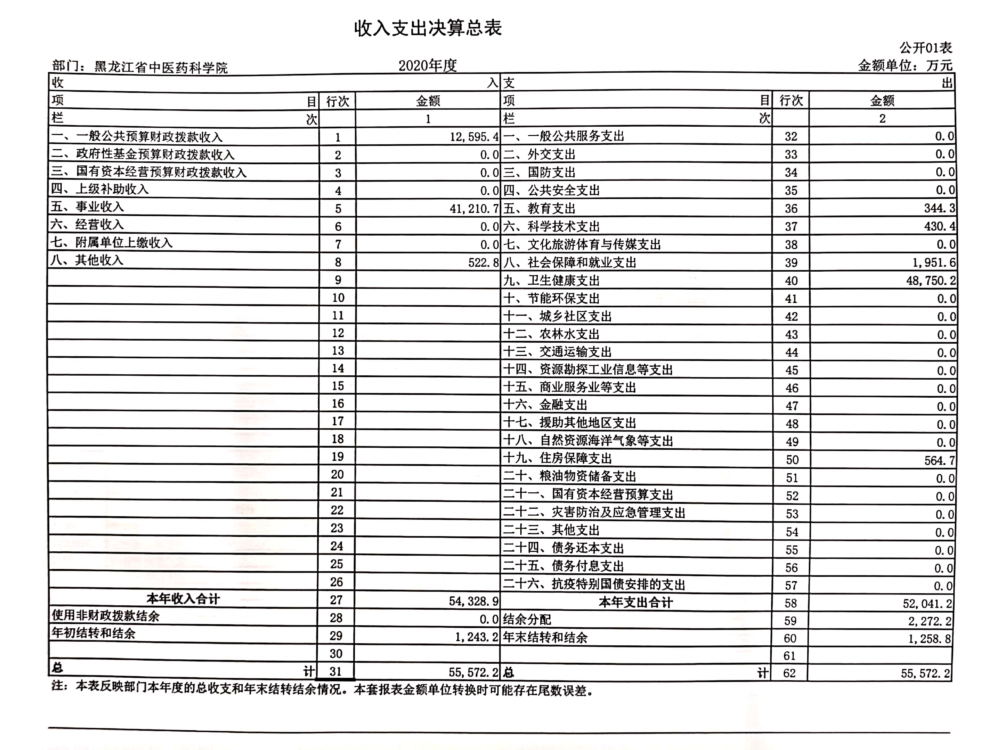 收入支出决算总表
公开01表
部门：黑龙江省中医药科学院 2020年度 金额单位：万元
收 入 支 出
项 目 行次 金额 项 目 行次 金额
栏 次 1 栏 次 2
一、一般公共预算财政拨款收入 1 12,595.4 一、一般公共服务支出 32 0.0
二、政府性基金预算财政拨款收入 2 0.0 二、外交支出 33 0.0
三、国有资本经营预算财政拨款收入 3 0.0 三、国防支出 34 0.0
四、上级补助收入 4 0.0 四、公共安全支出 35 0.0
五、事业收入 5 41,210.7 五、教育支出 36 344.3
六、经营收入 6 0.0 六、科学技术支出 37 430.4
七、附属单位上缴收入 7 0.0 七、文化旅游体育与传媒支出 38 0.0
八、其他收入 8 522.8 八、社会保障和就业支出 39 1,951.6
9 九、卫生健康支出 40 48,750.2
10 十、节能环保支出 41 0.0
11 十一、城乡社区支出 42 0.0
12 十二、农林水支出 43 0.0
13 十三、交通运输支出 44 0.0
14 十四、资源勘探工业信息等支出 45 0.0
15 十五、商业服务业等支出 46 0.0
16 十六、金融支出 47 0.0
17 十七、援助其他地区支出 48 0.0
18 十八、自然资源海洋气象等支出 49 0.0
19 十九、住房保障支出 50 564.7
20 二十、粮油物资储备支出 51 0.0
21 二十一、国有资本经营预算支出 52 0.0
22 二十二、灾害防治及应急管理支出 53 0.0
23 二十三、其他支出 54 0.0
24 二十四、债务还本支出 55 0.0
25 二十五、债务付息支出 56 0.0
26 二十六、抗疫特别国债安排的支出 57 0.0
本年收入合计 27 54,328.9 本年支出合计 58 52,041.2
使用非财政拨款结余 28 0.0 结余分配 59 2,272.2
年初结转和结余 29 1,243.2 年末结转和结余 60 1,258.8
30 61
总 计 31 55,572.2 总 计 62 55,572.2
注：本表反映部门本年度的总收支和年末结转结余情况。本套报表金额单位转换时可能存在尾数误差。